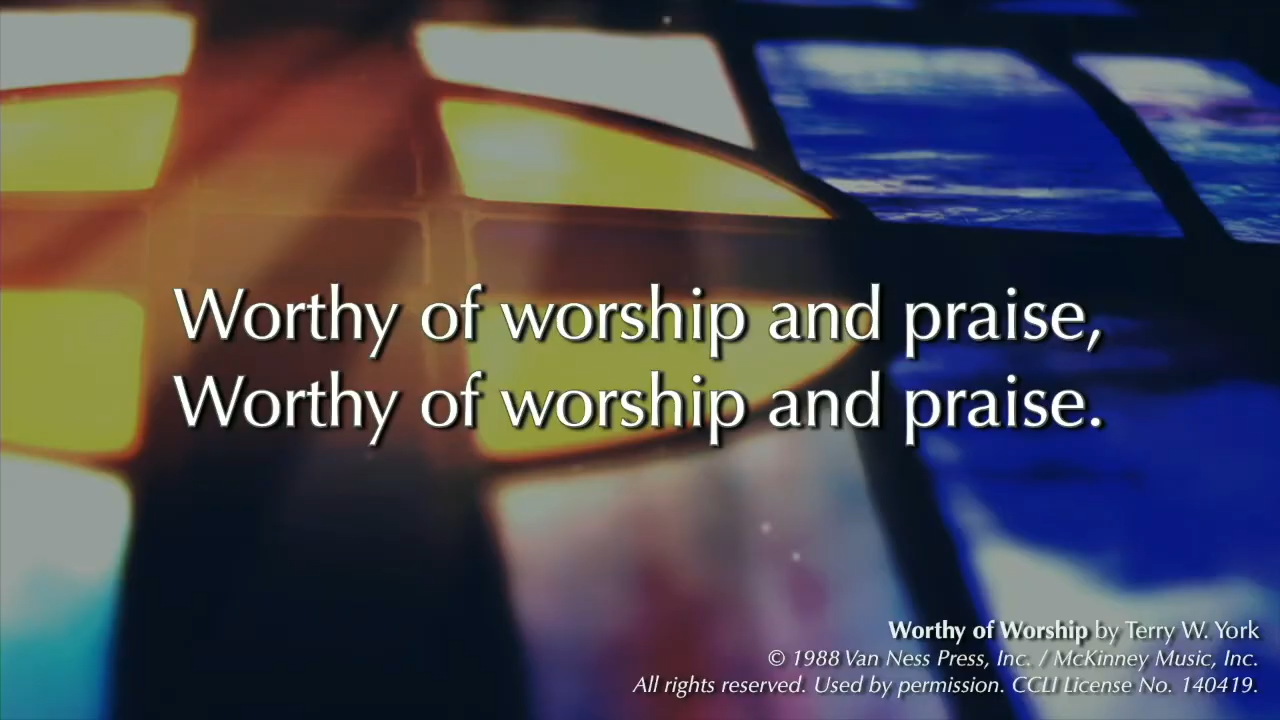 Worthy of worship and praise,
Worthy of worship and praise.
Worthy of Worship by Terry W. York
© 1988 Van Ness Press, Inc. / McKinney Music, Inc.
All rights reserved. Used by permission. CCLI License No. 140419.